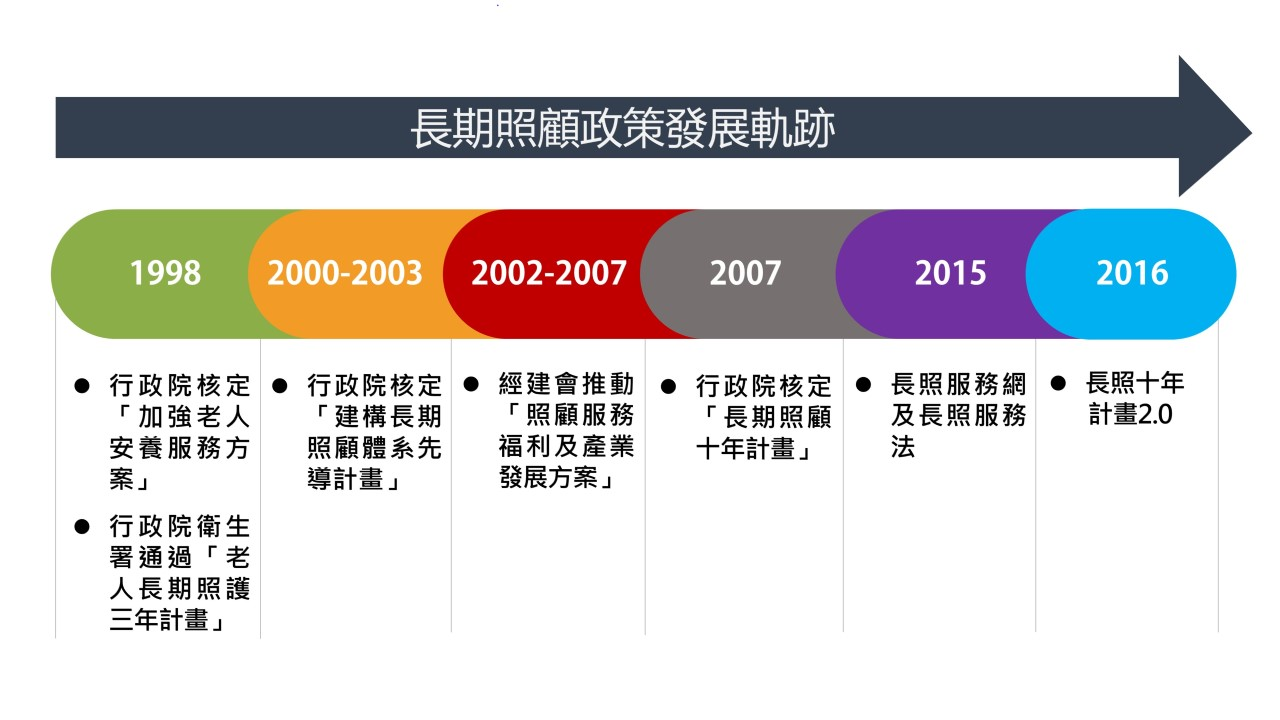 長期照顧政策發展軌跡
1998
2000-2003
2002-2007
2007
2015
2016
● 行政院核定
「加強老人
安養服務方
案」
● 行政院衛生
署通過「老
人長期照護
三年計畫」
● 行政院核定
「建構長期
照顧體系先
導計畫」
● 經建會推動
「照顧服務
福利及產業
發展方案」
● 行政院核定
「長期照顧
十年計畫」
● 長照服務網
及長照服務
法
● 長照十年
計畫2.0